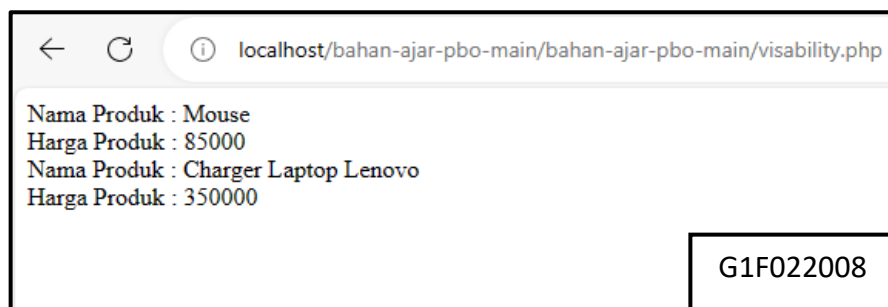 localhost/bahan-ajar-pbo-main/bahan-ajar-pbo-main/visability.php
Nama Produk : Mouse
Harga Produk : 85000
Nama Produk : Charger Laptop Lenovo
Harga Produk : 350000
G1F022008